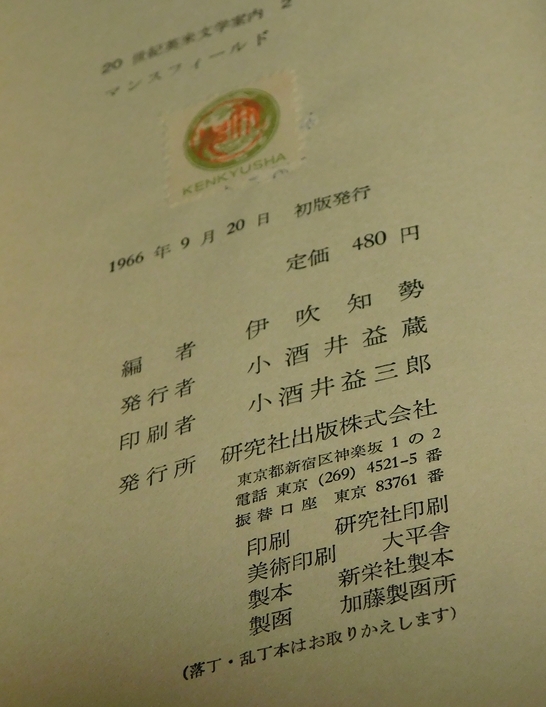 20 世紀英米文学案内 2
マンスフィールド
KENKYUSHA
1966 年 9 月 20 日 初版発行
定価 480 円
編者 伊吹知勢
発行者 小酒井益蔵
印刷者 小酒井益三郎
発行所 研究社出版株式会社
東京都新宿区神楽坂 1 の 2
電話 東京 (269) 4521-5 番
振替口座 東京 83761 番
印刷 研究社印刷
美術印刷 大平舎
製本 新栄社製本
製函 加藤製函所
(落丁・乱丁本はお取りかえします)